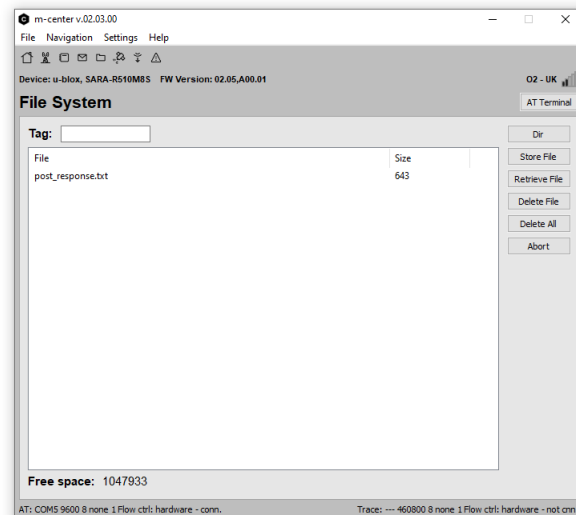 m-center v.02.03.00
File Navigation Settings Help
Device: u-blox, SARA-R510M8S FW Version: 02.05,A00.01
O2 - UK
File System
AT Terminal
Tag:
Dir
File Size
Store File
post_response.txt 643
Retrieve File
Delete File
Delete All
Abort
Free space: 1047933
AT: COM5 9600 8 none 1 Flow ctrl: hardware - conn.
Trace: --- 460800 8 none 1 Flow ctrl: hardware - not cnn